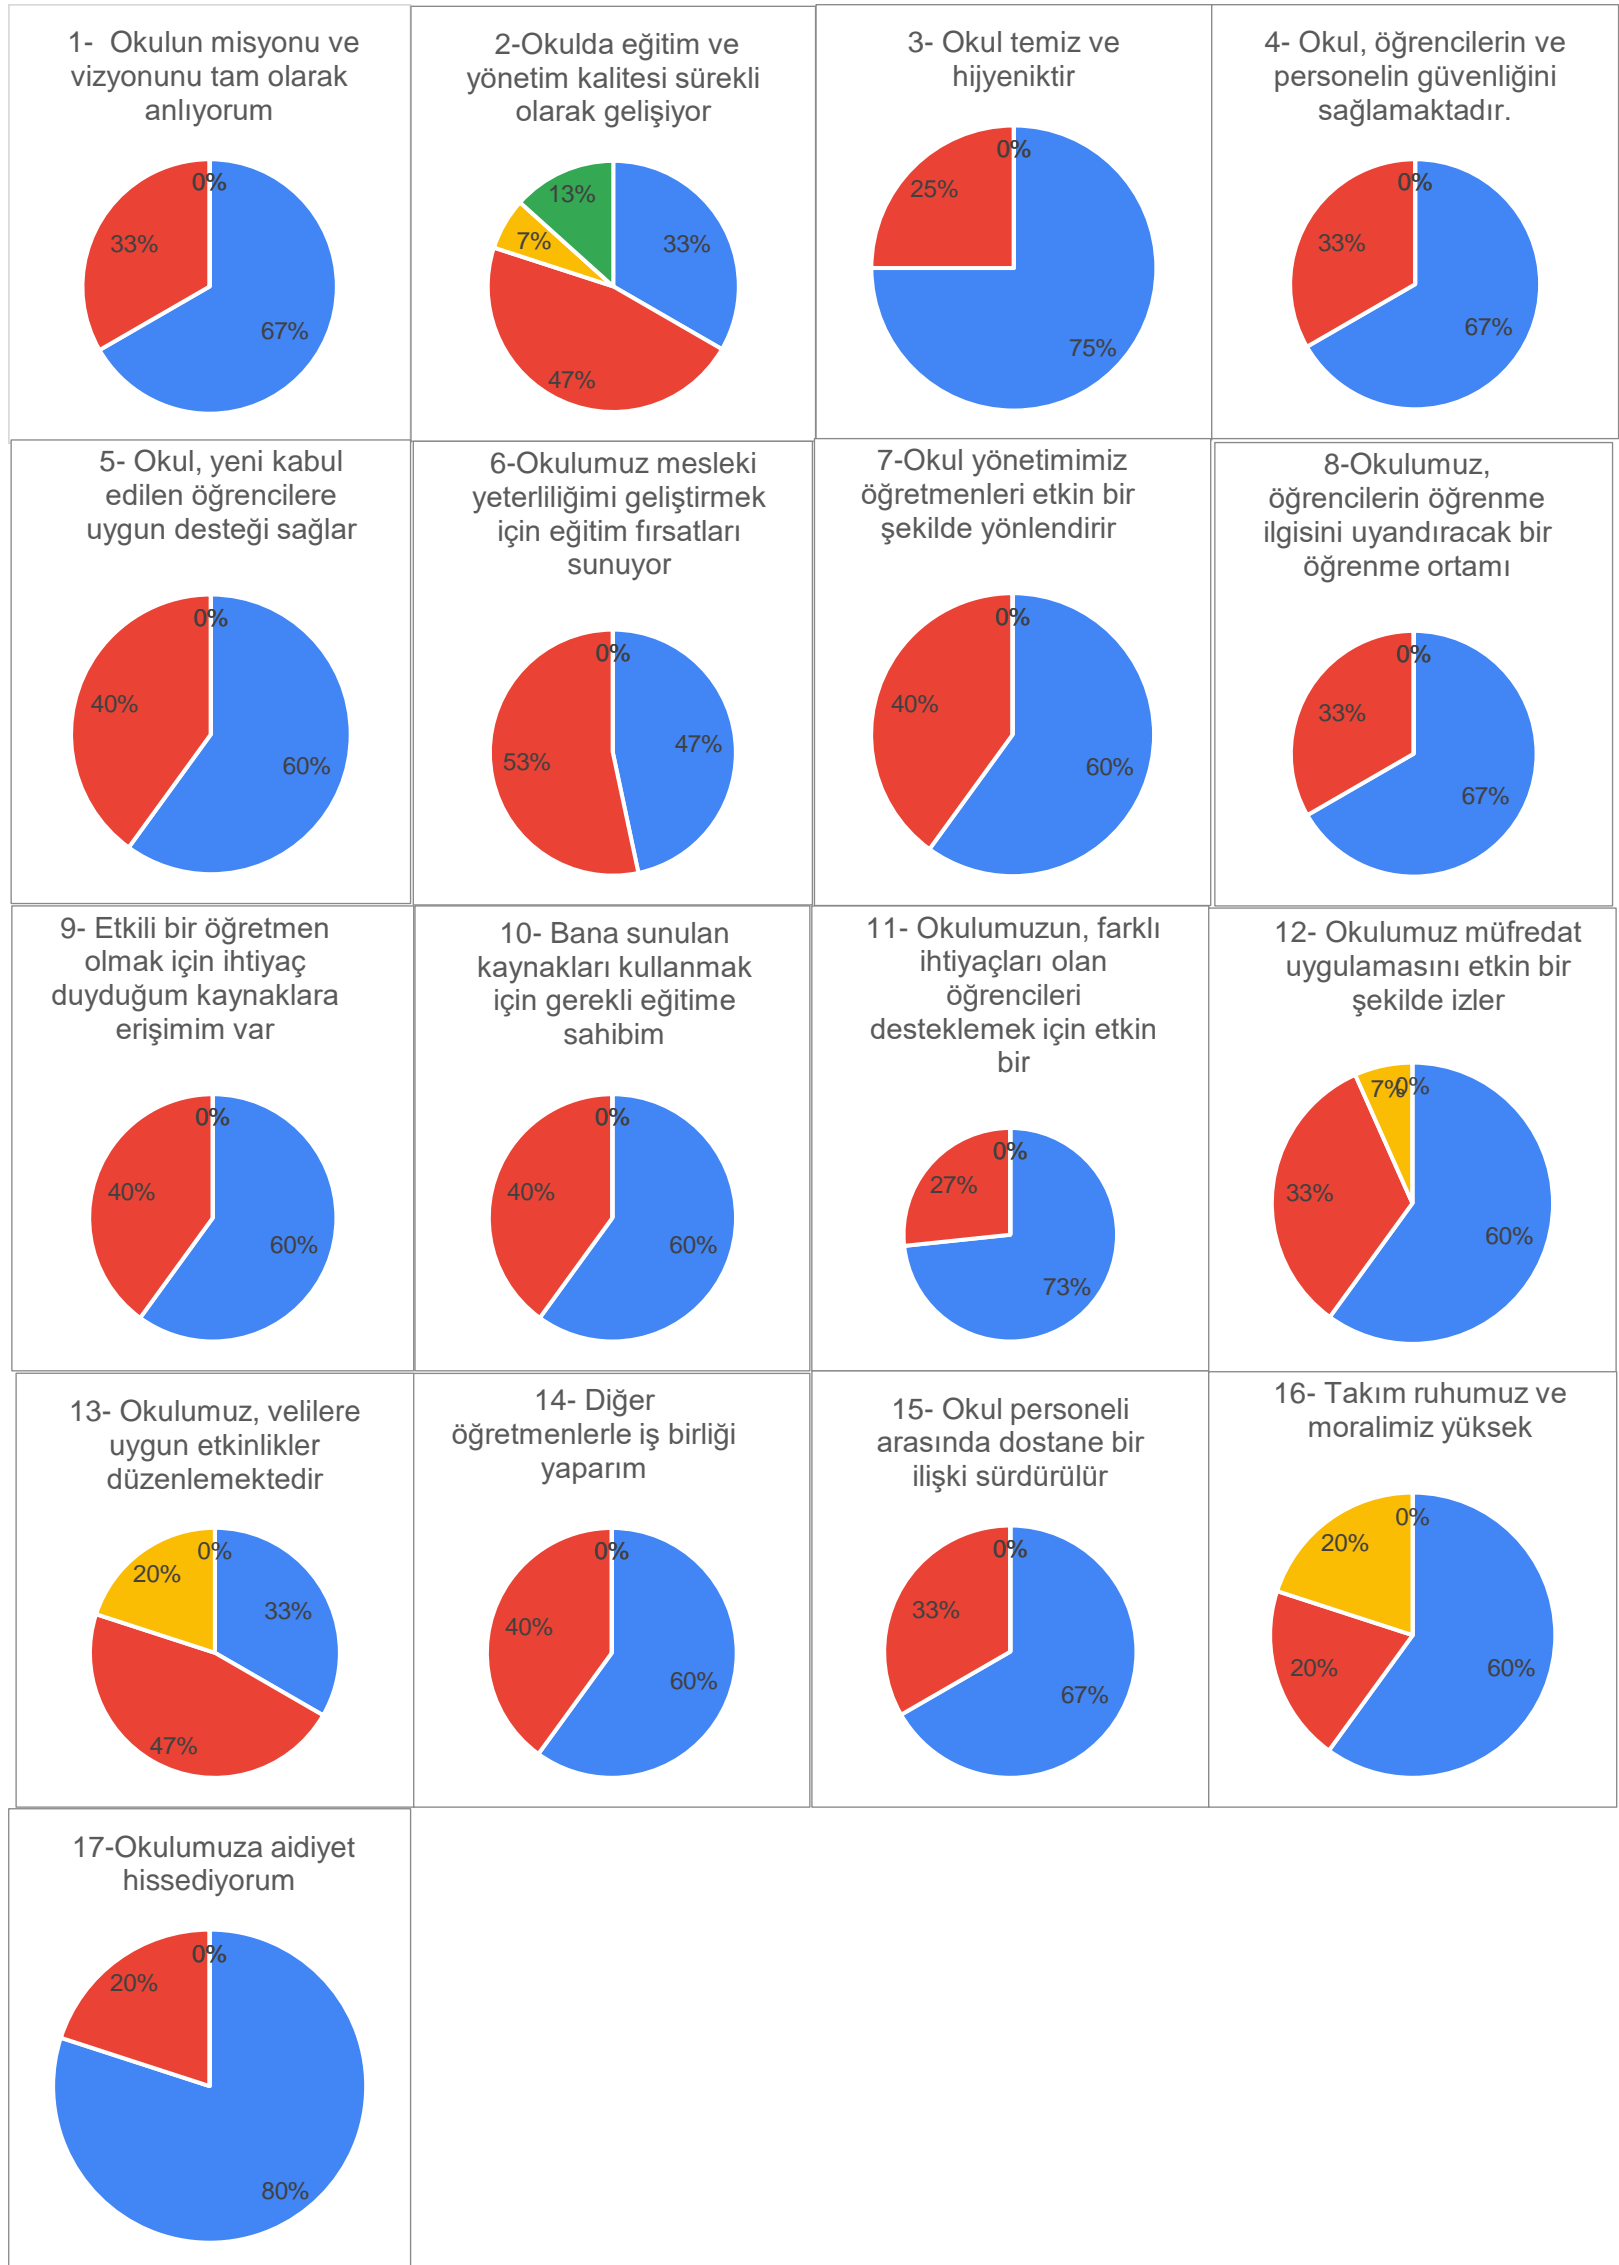 1-  Okulun misyonu ve
vizyonunu tam olarak
anlıyorum
0%
33%
67%
2-Okulda eğitim ve
yönetim kalitesi sürekli
olarak gelişiyor
13%
7%
33%
47%
3- Okul temiz ve
hijyeniktir
0%
25%
75%
4- Okul, öğrencilerin ve
personelin güvenliğini
sağlamaktadır.
0%
33%
67%
5- Okul, yeni kabul
edilen öğrencilere
uygun desteği sağlar
0%
40%
60%
6-Okulumuz mesleki
yeterliliğimi geliştirmek
için eğitim fırsatları
sunuyor
0%
47%
53%
7-Okul yönetimimiz
öğretmenleri etkin bir
şekilde yönlendirir
0%
40%
60%
8-Okulumuz,
öğrencilerin öğrenme
ilgisini uyandıracak bir
öğrenme ortamı
0%
33%
67%
9- Etkili bir öğretmen
olmak için ihtiyaç
duyduğum kaynaklara
erişimim var
0%
40%
60%
10- Bana sunulan
kaynakları kullanmak
için gerekli eğitime
sahibim
0%
40%
60%
11- Okulumuzun, farklı
ihtiyaçları olan
öğrencileri
desteklemek için etkin
bir
0%
27%
73%
12- Okulumuz müfredat
uygulamasını etkin bir
şekilde izler
7%
0%
33%
60%
13- Okulumuz, velilere
uygun etkinlikler
düzenlemektedir
0%
20%
33%
47%
14- Diğer
öğretmenlerle iş birliği
yaparım
0%
40%
60%
15- Okul personeli
arasında dostane bir
ilişki sürdürülür
0%
33%
67%
16- Takım ruhumuz ve
moralimiz yüksek
0%
20%
20%
60%
17-Okulumuza aidiyet
hissediyorum
0%
20%
80%